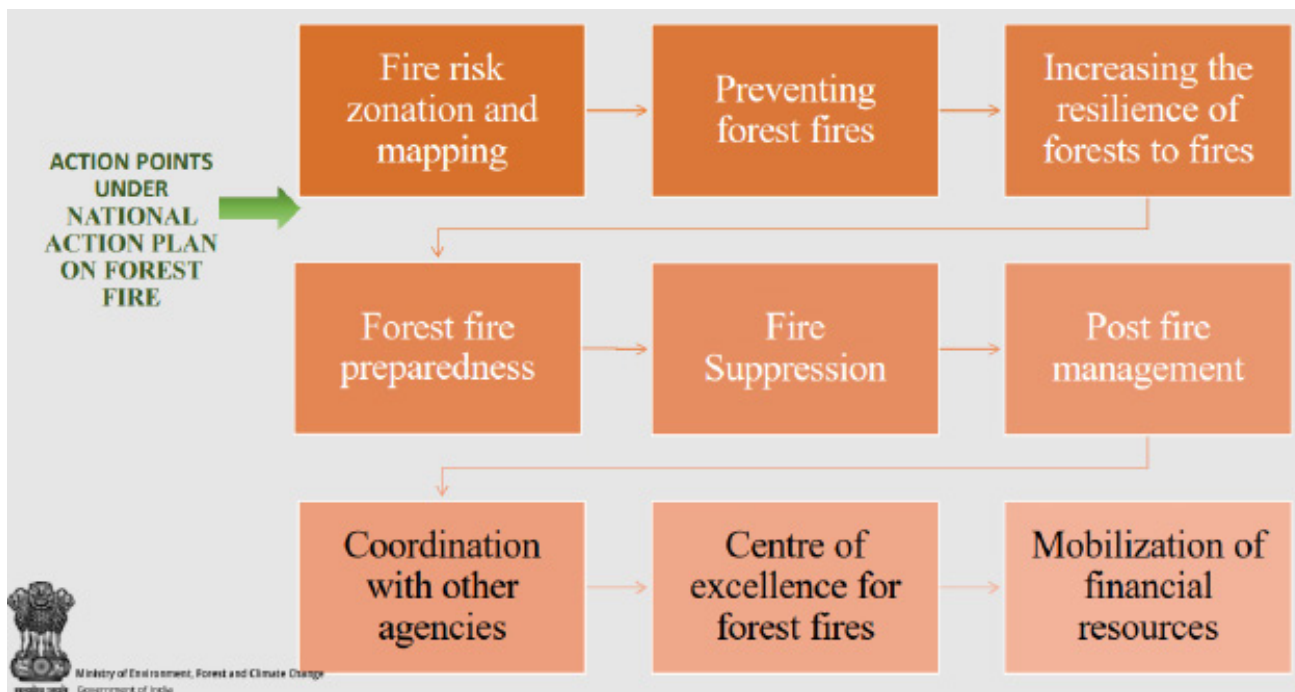 ACTION POINTS
UNDER
NATIONAL
ACTION PLAN
ON FOREST
FIRE
Fire risk
zonation and
mapping
Preventing
forest fires
Increasing the
resilience of
forests to fires
Forest fire
preparedness
Fire
Suppression
Post fire
management
Coordination
with other
agencies
Centre of
excellence for
forest fires
Mobilization of
financial
resources
Ministry of Environment, Forest and Climate Change
Government of India